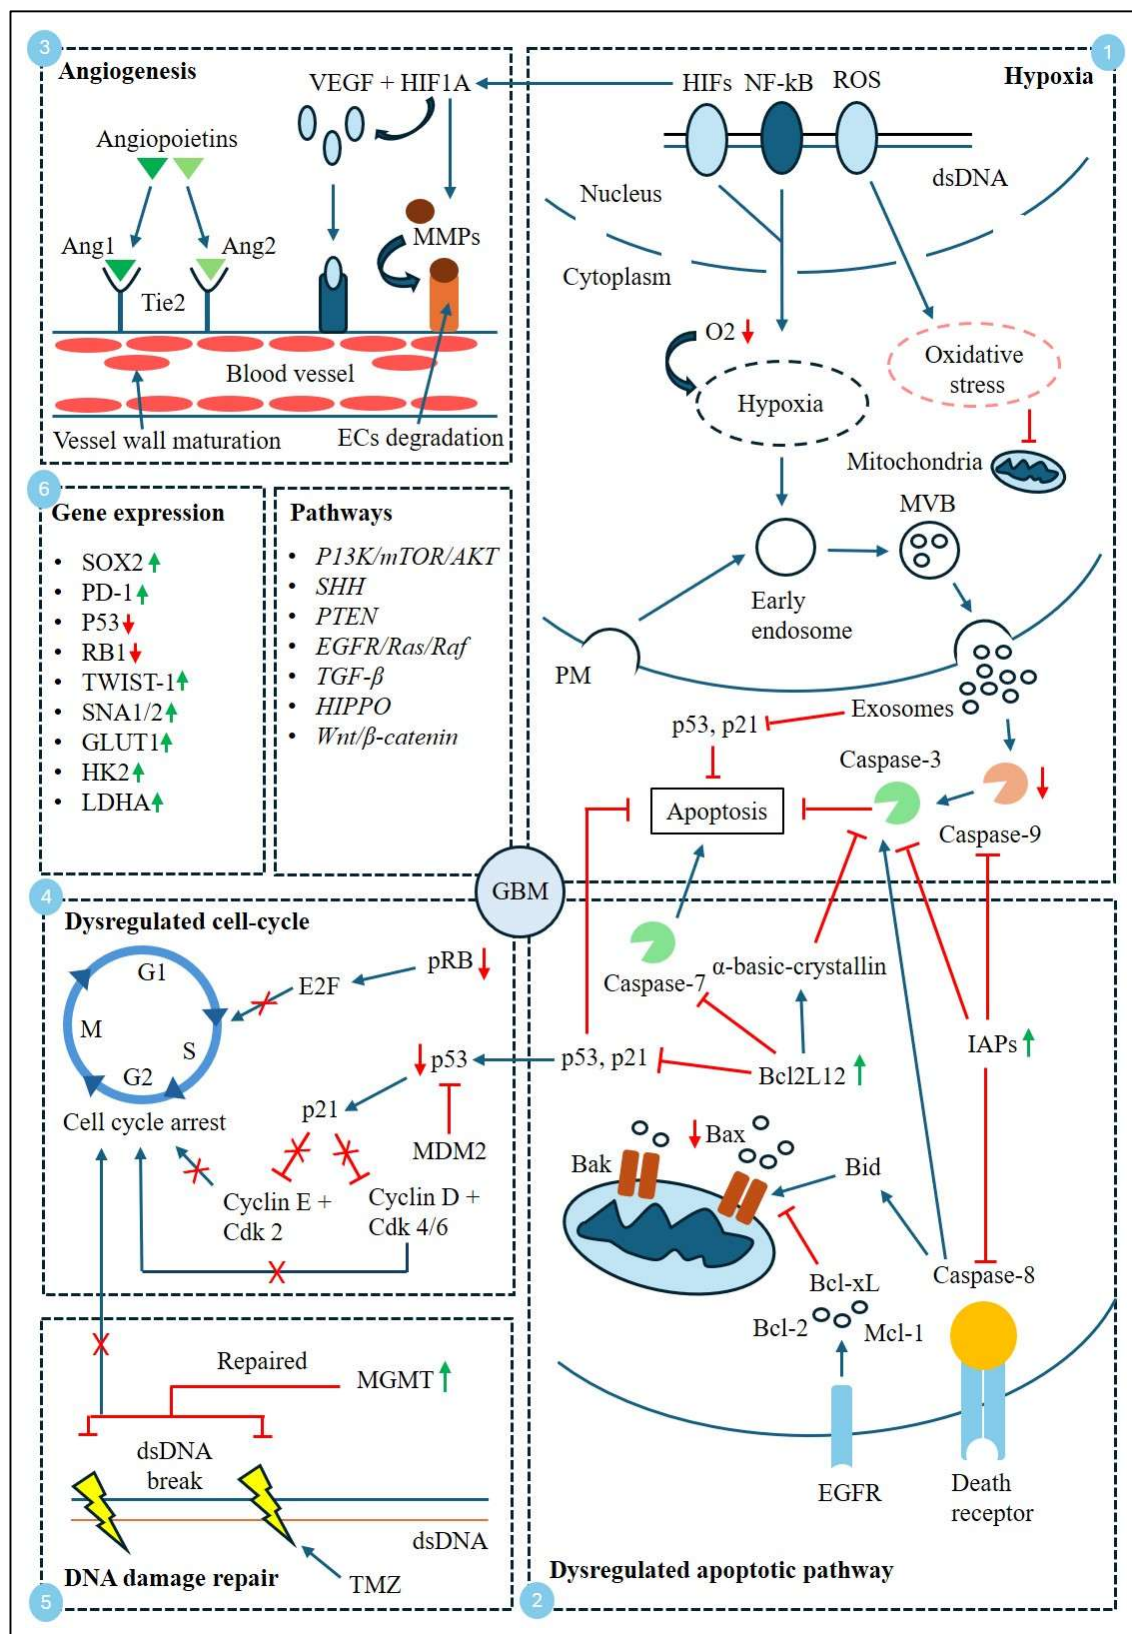 3
Angiogenesis
VEGF + HIF1A
Angiopoietins
Ang1
Ang2
Tie2
MMPs
Blood vessel
Vessel wall maturation
ECs degradation
1
Hypoxia
HIFs
NF-kB
ROS
dsDNA
Nucleus
Cytoplasm
O2
Hypoxia
Oxidative
stress
Mitochondria
MVB
Early
endosome
PM
Exosomes
p53, p21
Caspase-3
Apoptosis
Caspase-9
6
Gene expression
• SOX2
• PD-1
• P53
• RB1
• TWIST-1
• SNA1/2
• GLUT1
• HK2
• LDHA
Pathways
• P13K/mTOR/AKT
• SHH
• PTEN
• EGFR/Ras/Raf
• TGF-β
• HIPPO
• Wnt/β-catenin
GBM
4
Dysregulated cell-cycle
G1
S
G2
M
E2F
pRB
p53
p21
MDM2
Cell cycle arrest
Cyclin E +
Cdk 2
Cyclin D +
Cdk 4/6
X
X
Repaired
MGMT
dsDNA
break
dsDNA
TMZ
DNA damage repair
5
Caspase-7
α-basic-crystallin
p53, p21
Bcl2L12
IAPs
Bax
Bak
Bid
Bcl-xL
Bcl-2
Mcl-1
Caspase-8
EGFR
Death
receptor
Dysregulated apoptotic pathway
2